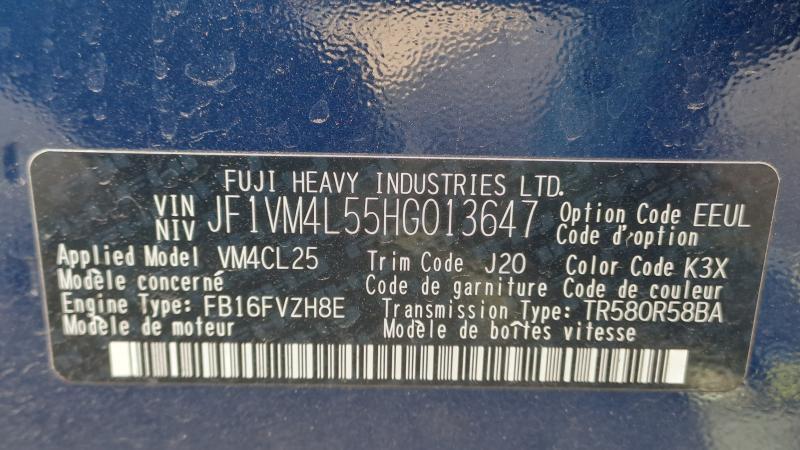 FUJI HEAVY INDUSTRIES LTD.
VIN NIV JF1VM4L55HG013647 Option Code EEUL
Code d'option
Applied Model VM4CL25 Trim Code J20 Color Code K3X
Modèle concerné Code de garniture Code de couleur
Engine Type: FB16FVZH8E Transmission Type: TR580R58BA
Modèle de moteur Modèle de boîtes vitesse